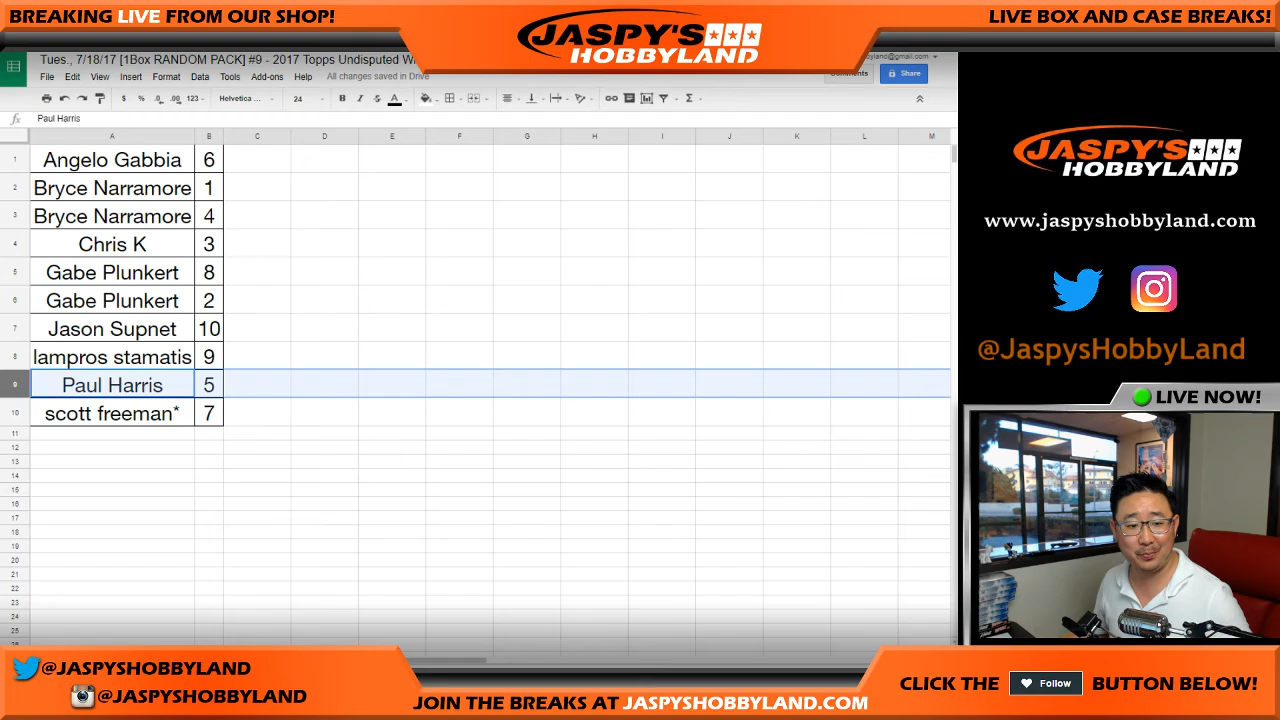 BREAKING LIVE FROM OUR SHOP!
JASPY'S
HOBBYLAND
LIVE BOX AND CASE BREAKS!
Tues., 7/18/17 [1Box RANDOM PACK] #9 - 2017 Topps Undisputed W
byland@gmail.com
File Edit View Insert Format Data Tools Add-ons Help All changes saved in Drive
Comments Share
$ % .0 .00 123 Helvetica ... 24 B I S A
fx Paul Harris
A B C D E F G H I J K L M
1 Angelo Gabbia 6
2 Bryce Narramore 1
3 Bryce Narramore 4
4 Chris K 3
5 Gabe Plunkert 8
6 Gabe Plunkert 2
7 Jason Supnet 10
8 lampros stamatis 9
9 Paul Harris 5
10 scott freeman* 7
11
12
13
14
15
16
17
18
19
20
21
22
23
24
25
JASPY'S
HOBBYLAND
www.jaspyshobbyland.com
@JaspysHobbyLand
LIVE NOW!
@JASPYSHOBBYLAND
@JASPYSHOBBYLAND
JOIN THE BREAKS AT JASPYSHOBBYLAND.COM
CLICK THE Follow BUTTON BELOW!